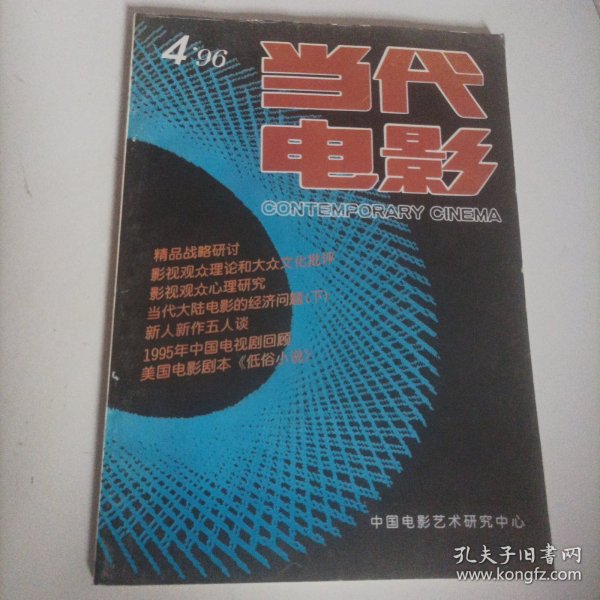 4'96
当代
电影
CONTEMPORARY CINEMA
精品战略研讨
影视观众理论和大众文化批评
影视观众心理研究
当代大陆电影的经济问题(下)
新人新作五人谈
1995年中国电视剧回顾
美国电影剧本《低俗小说》
中国电影艺术研究中心
孔夫子旧书网
www.kongfz.com